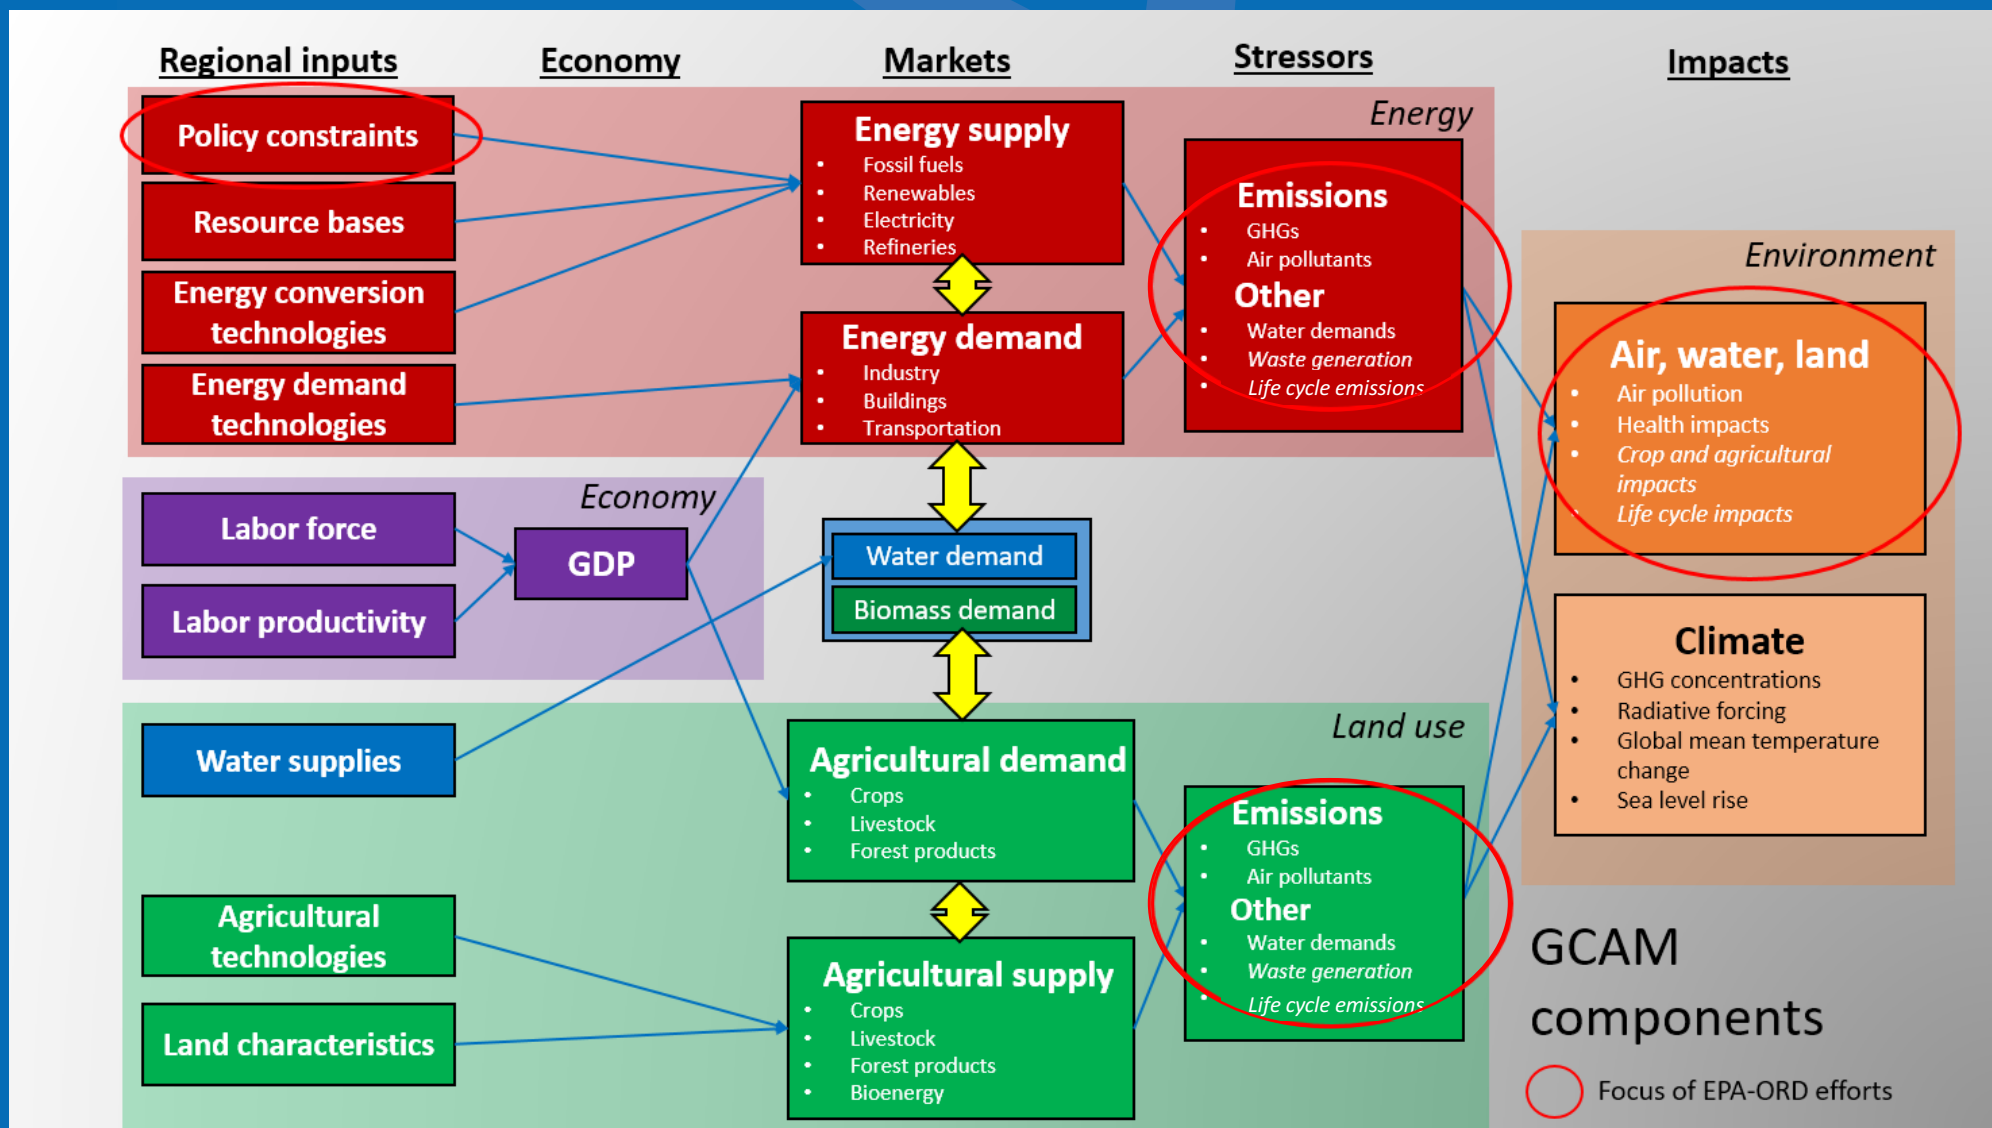 Regional inputs
Economy
Markets
Stressors
Impacts
Energy
Policy constraints
Resource bases
Energy conversion
technologies
Energy demand
technologies
Energy supply
• Fossil fuels
• Renewables
• Electricity
• Refineries
Energy demand
• Industry
• Buildings
• Transportation
Emissions
• GHGs
• Air pollutants
Other
• Water demands
• Waste generation
• Life cycle emissions
Economy
Labor force
Labor productivity
GDP
Water demand
Biomass demand
Land use
Water supplies
Agricultural
technologies
Land characteristics
Agricultural demand
• Crops
• Livestock
• Forest products
Agricultural supply
• Crops
• Livestock
• Forest products
• Bioenergy
Emissions
• GHGs
• Air pollutants
Other
• Water demands
• Waste generation
• Life cycle emissions
Environment
Air, water, land
• Air pollution
• Health impacts
• Crop and agricultural
impacts
• Life cycle impacts
Climate
• GHG concentrations
• Radiative forcing
• Global mean temperature
change
• Sea level rise
GCAM
components
Focus of EPA-ORD efforts